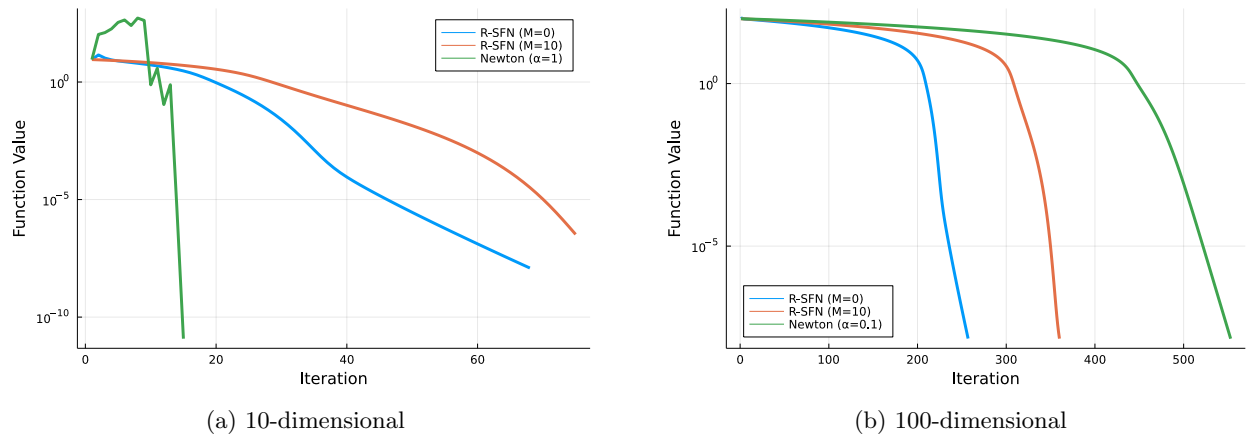 R-SFN (M=0)
R-SFN (M=10)
Newton (α=1)
Function Value
10^0
10^-5
10^-10
0 20 40 60
Iteration
(a) 10-dimensional
Function Value
10^0
10^-5
R-SFN (M=0)
R-SFN (M=10)
Newton (α=0.1)
0 100 200 300 400 500
Iteration
(b) 100-dimensional